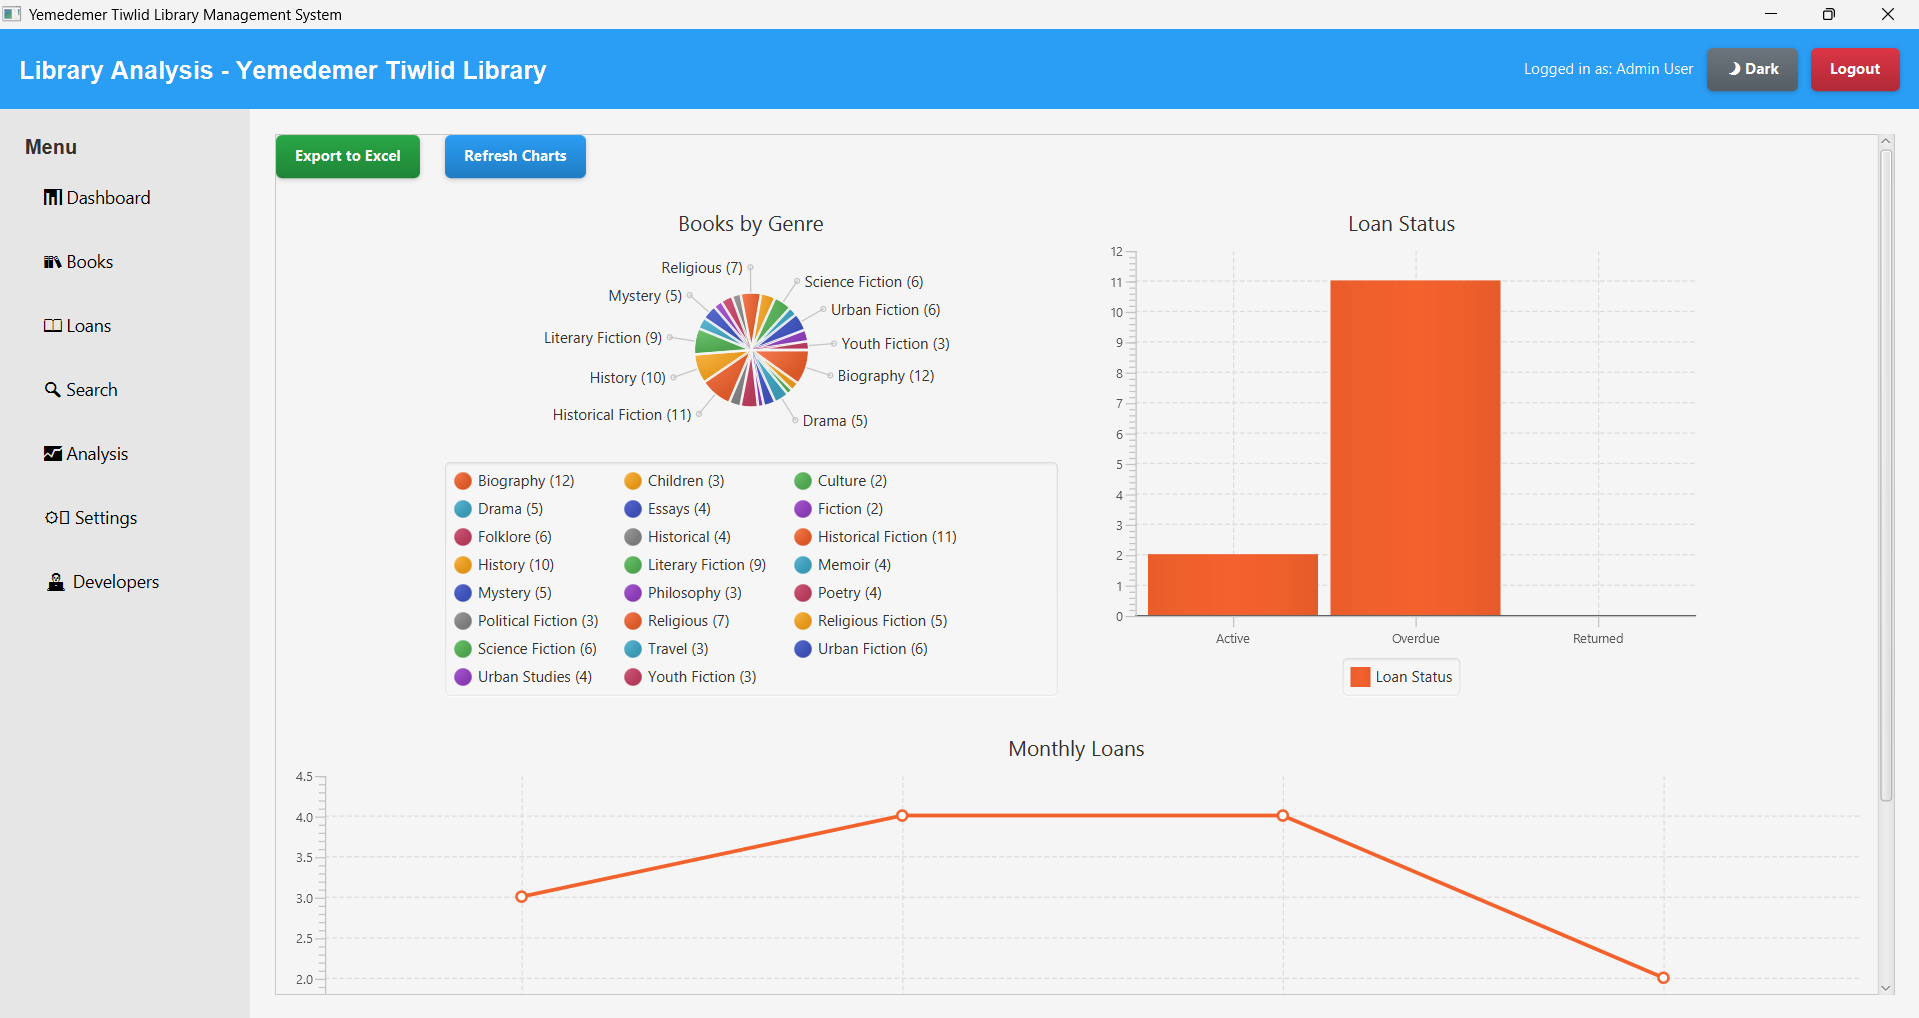 Yemedemer Tiwlid Library Management System
Library Analysis - Yemedemer Tiwlid Library
Logged in as: Admin User
Dark
Logout
Menu
Dashboard
Books
Loans
Search
Analysis
Settings
Developers
Export to Excel
Refresh Charts
Books by Genre
Religious (7)
Science Fiction (6)
Mystery (5)
Urban Fiction (6)
Literary Fiction (9)
Youth Fiction (3)
History (10)
Biography (12)
Historical Fiction (11)
Drama (5)
Biography (12) Children (3) Culture (2)
Drama (5) Essays (4) Fiction (2)
Folklore (6) Historical (4) Historical Fiction (11)
History (10) Literary Fiction (9) Memoir (4)
Mystery (5) Philosophy (3) Poetry (4)
Political Fiction (3) Religious (7) Religious Fiction (5)
Science Fiction (6) Travel (3) Urban Fiction (6)
Urban Studies (4) Youth Fiction (3)
Loan Status
12
11
10
9
8
7
6
5
4
3
2
1
0
Active Overdue Returned
Loan Status
Monthly Loans
4.5
4.0
3.5
3.0
2.5
2.0